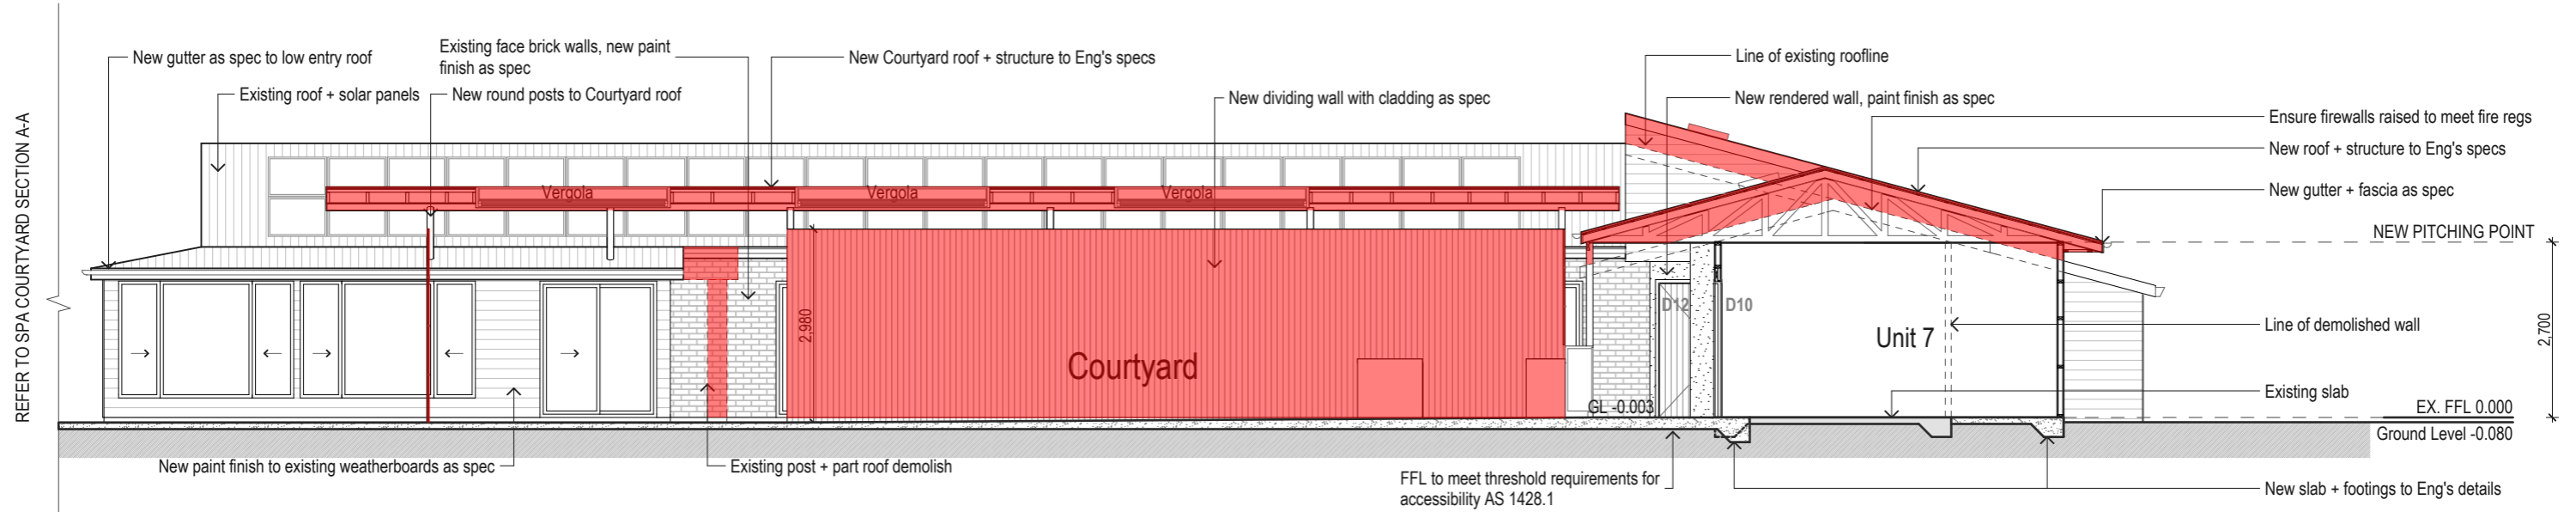 REFER TO SPA COURTYARD SECTION A-A
New gutter as spec to low entry roof
Existing roof + solar panels
Existing face brick walls, new paint
finish as spec
New round posts to Courtyard roof
New Courtyard roof + structure to Eng's specs
New dividing wall with cladding as spec
Line of existing roofline
New rendered wall, paint finish as spec
Ensure firewalls raised to meet fire regs
New roof + structure to Eng's specs
New gutter + fascia as spec
NEW PITCHING POINT
Vergola
Vergola
Vergola
2,980
Courtyard
D12
D10
Unit 7
Line of demolished wall
2,700
Existing slab
GL -0.003
EX. FFL 0.000
Ground Level -0.080
New paint finish to existing weatherboards as spec
Existing post + part roof demolish
FFL to meet threshold requirements for
accessibility AS 1428.1
New slab + footings to Eng's details